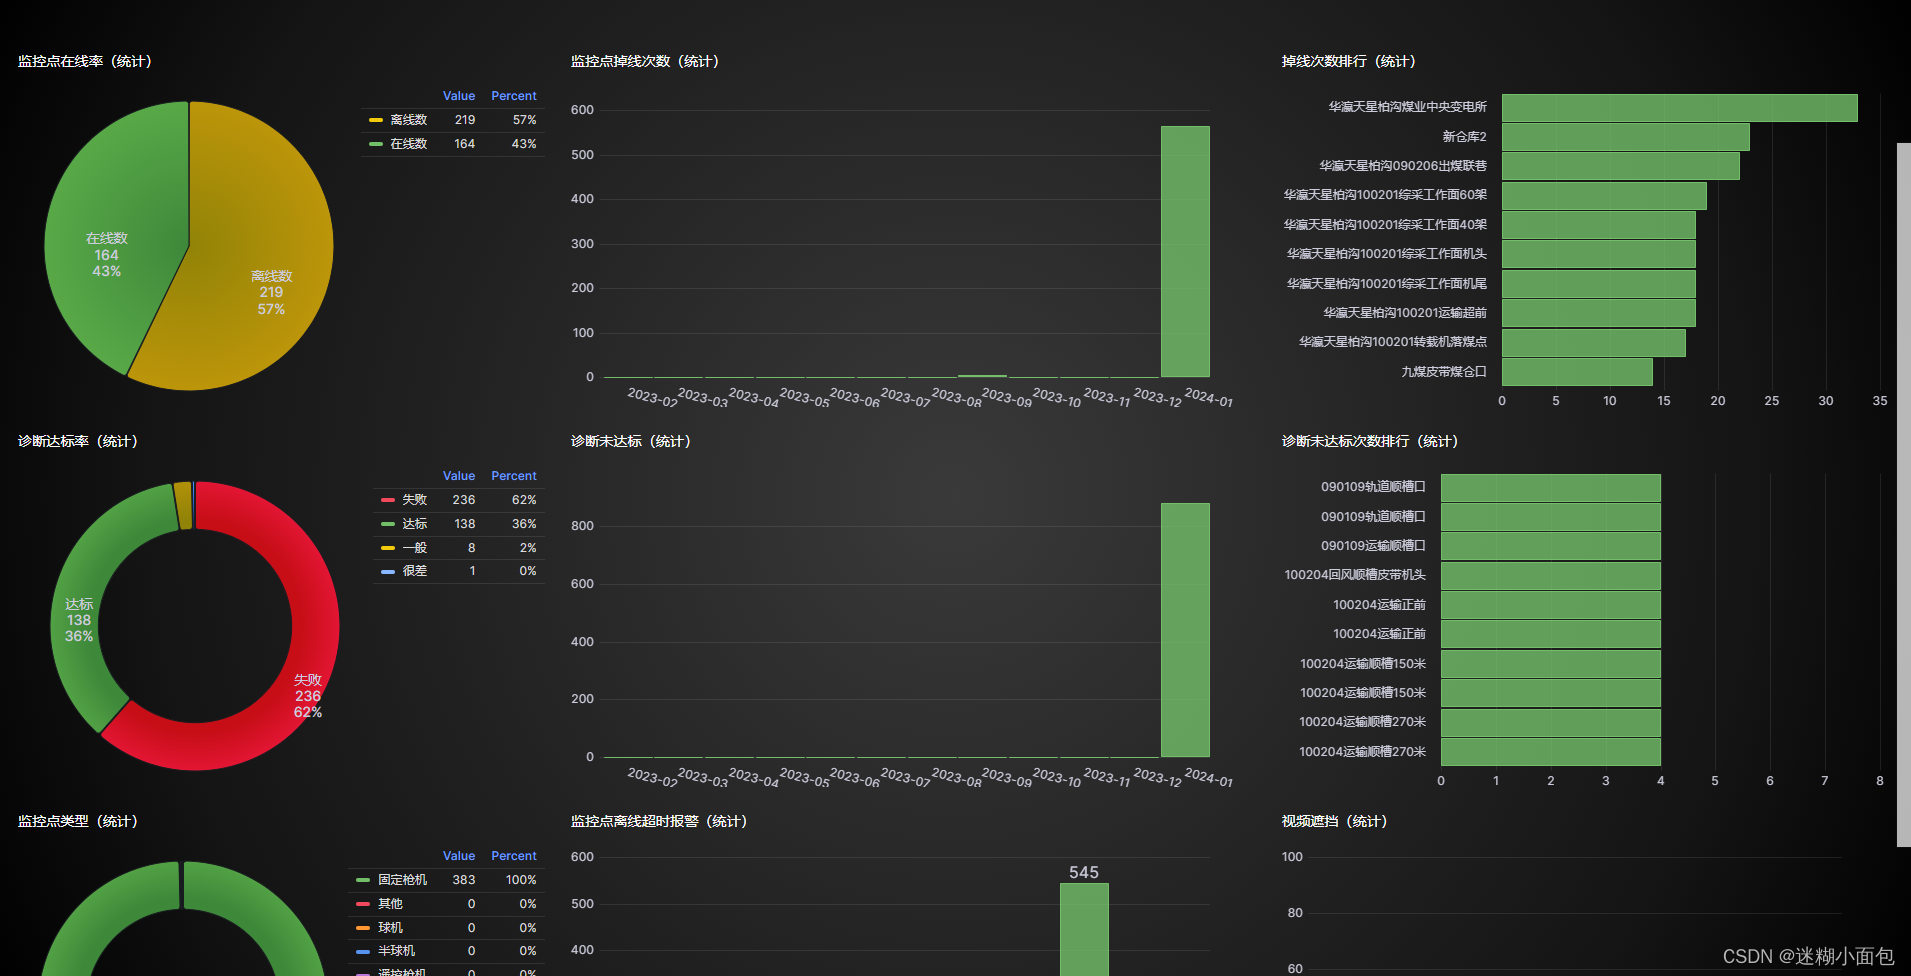 监控点在线率（统计）
Value Percent
离线数 219 57%
在线数 164 43%
在线数
164
43%
离线数
219
57%
监控点掉线次数（统计）
600
500
400
300
200
100
0
2023-02 2023-03 2023-04 2023-05 2023-06 2023-07 2023-08 2023-09 2023-10 2023-11 2023-12 2024-01
掉线次数排行（统计）
华瀛天星柏沟煤业中央变电所
新仓库2
华瀛天星柏沟090206出煤联巷
华瀛天星柏沟100201综采工作面60架
华瀛天星柏沟100201综采工作面40架
华瀛天星柏沟100201综采工作面机头
华瀛天星柏沟100201综采工作面机尾
华瀛天星柏沟100201运输超前
华瀛天星柏沟100201转载机落煤点
九煤皮带煤仓口
0 5 10 15 20 25 30 35
诊断达标率（统计）
Value Percent
失败 236 62%
达标 138 36%
一般 8 2%
很差 1 0%
达标
138
36%
失败
236
62%
诊断未达标（统计）
800
600
400
200
0
2023-02 2023-03 2023-04 2023-05 2023-06 2023-07 2023-08 2023-09 2023-10 2023-11 2023-12 2024-01
诊断未达标次数排行（统计）
090109轨道顺槽口
090109轨道顺槽口
090109运输顺槽口
100204回风顺槽皮带机头
100204运输正前
100204运输正前
100204运输顺槽150米
100204运输顺槽150米
100204运输顺槽270米
100204运输顺槽270米
0 1 2 3 4 5 6 7 8
监控点类型（统计）
Value Percent
固定枪机 383 100%
其他 0 0%
球机 0 0%
半球机 0 0%
遥控枪机 0 0%
监控点离线超时报警（统计）
600
500
400
545
视频遮挡（统计）
100
80
60
CSDN @迷糊小面包